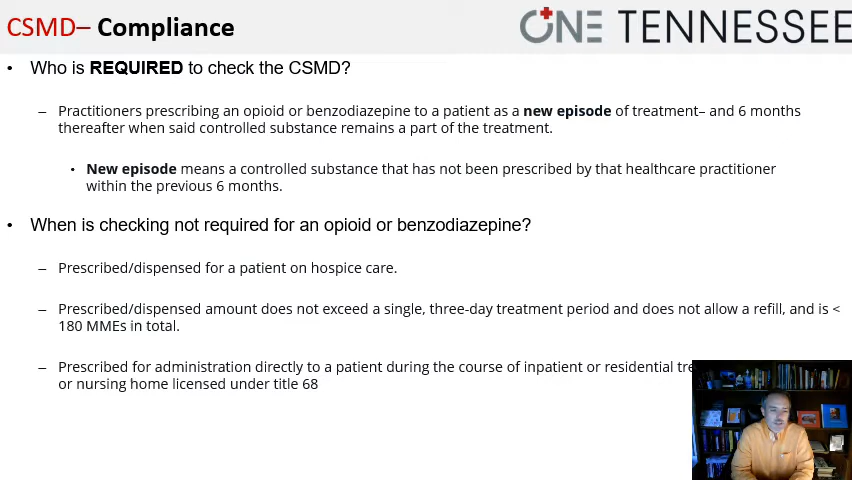 CSMD– Compliance
ONE TENNESSEE
• Who is REQUIRED to check the CSMD?
– Practitioners prescribing an opioid or benzodiazepine to a patient as a new episode of treatment– and 6 months
thereafter when said controlled substance remains a part of the treatment.
• New episode means a controlled substance that has not been prescribed by that healthcare practitioner
within the previous 6 months.
• When is checking not required for an opioid or benzodiazepine?
– Prescribed/dispensed for a patient on hospice care.
– Prescribed/dispensed amount does not exceed a single, three-day treatment period and does not allow a refill, and is <
180 MMEs in total.
– Prescribed for administration directly to a patient during the course of inpatient or residential
or nursing home licensed under title 68